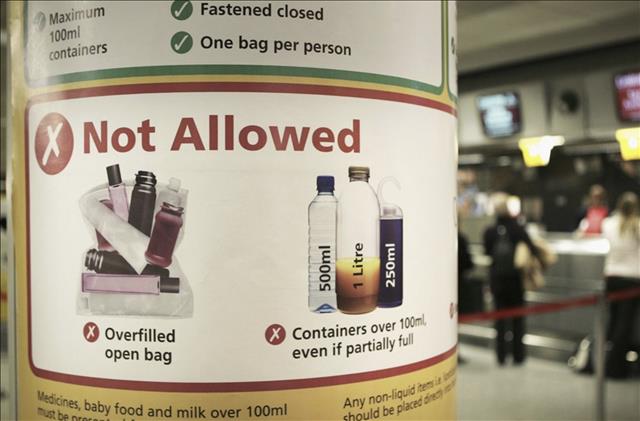 Maximum
100ml
containers
Fastened closed
One bag per person
Not Allowed
500ml
1 Litre
250ml
Overfilled
open bag
Containers over 100ml,
even if partially full
Medicines, baby food and milk over 100ml
must be
Any non-liquid items i.e.
should be placed directly